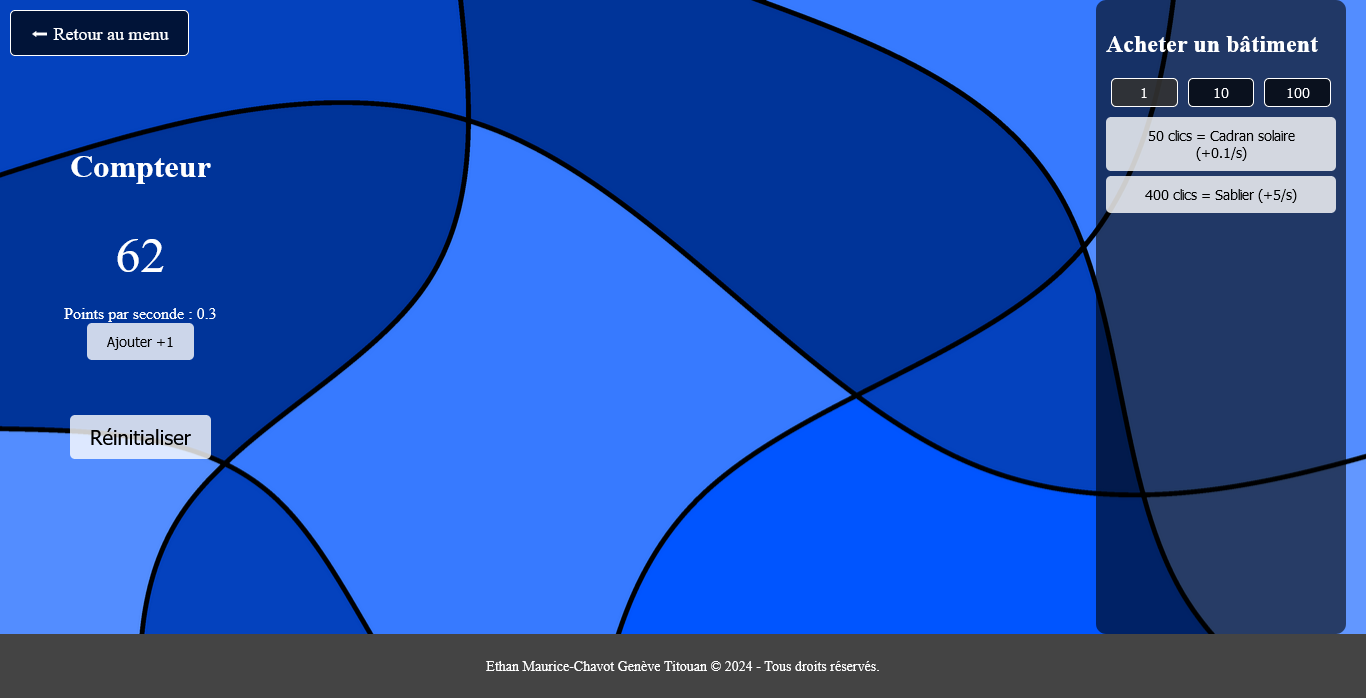 ← Retour au menu
Compteur
62
Points par seconde : 0.3
Ajouter +1
Réinitialiser
Acheter un bâtiment
1 10 100
50 clics = Cadran solaire
(+0.1/s)
400 clics = Sablier (+5/s)
Ethan Maurice-Chavot Genève Titouan © 2024 - Tous droits réservés.